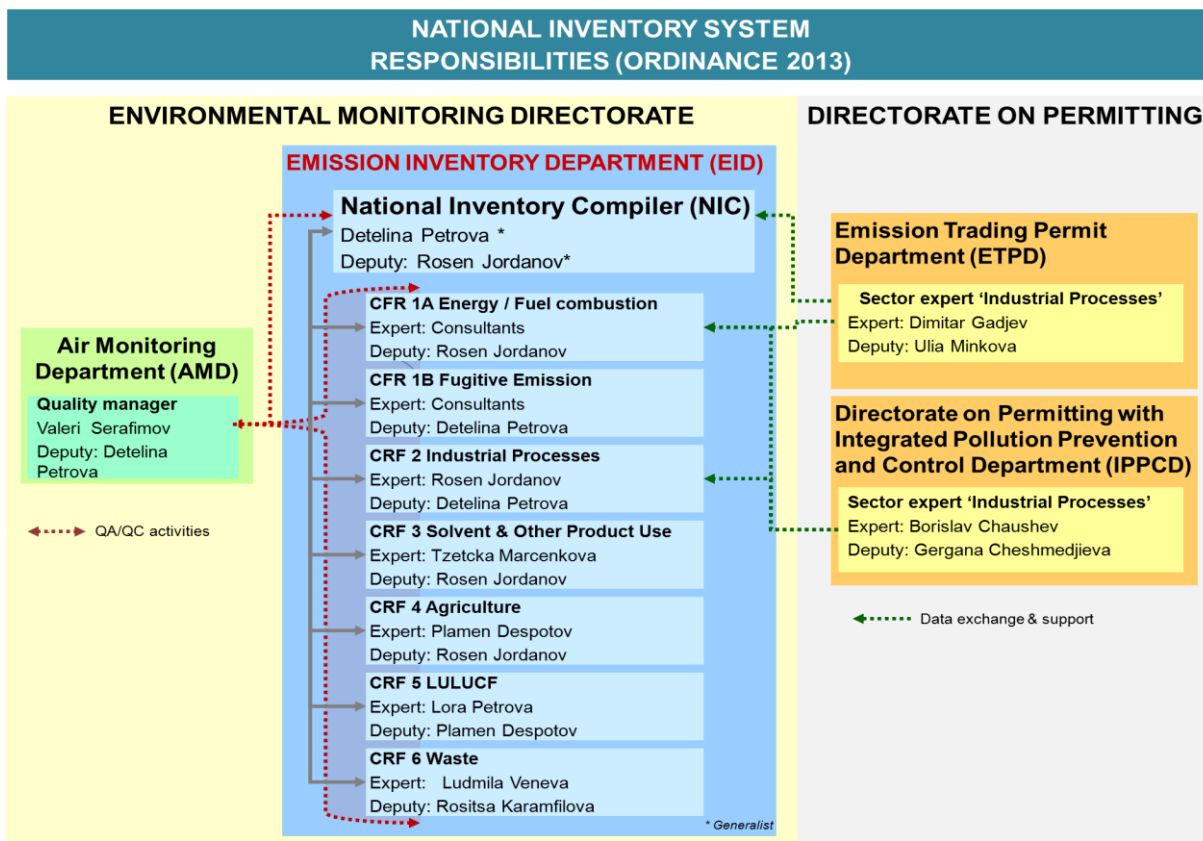 NATIONAL INVENTORY SYSTEM
RESPONSIBILITIES (ORDINANCE 2013)
ENVIRONMENTAL MONITORING DIRECTORATE
DIRECTORATE ON PERMITTING
EMISSION INVENTORY DEPARTMENT (EID)
National Inventory Compiler (NIC)
Detelina Petrova *
Deputy: Rosen Jordanov*
CFR 1A Energy / Fuel combustion
Expert: Consultants
Deputy: Rosen Jordanov
CFR 1B Fugitive Emission
Expert: Consultants
Deputy: Detelina Petrova
CRF 2 Industrial Processes
Expert: Rosen Jordanov
Deputy: Detelina Petrova
CRF 3 Solvent & Other Product Use
Expert: Tzetcka Marcenkova
Deputy: Rosen Jordanov
CRF 4 Agriculture
Expert: Plamen Despotov
Deputy: Rosen Jordanov
CRF 5 LULUCF
Expert: Lora Petrova
Deputy: Plamen Despotov
CRF 6 Waste
Expert: Ludmila Veneva
Deputy: Rositsa Karamfilova
* Generalist
Air Monitoring
Department (AMD)
Quality manager
Valeri Serafimov
Deputy: Detelina
Petrova
QA/QC activities
Emission Trading Permit
Department (ETPD)
Sector expert ‘Industrial Processes’
Expert: Dimitar Gadjev
Deputy: Ulia Minkova
Directorate on Permitting with
Integrated Pollution Prevention
and Control Department (IPPCD)
Sector expert ‘Industrial Processes’
Expert: Borislav Chaushev
Deputy: Gergana Cheshmedjieva
Data exchange & support